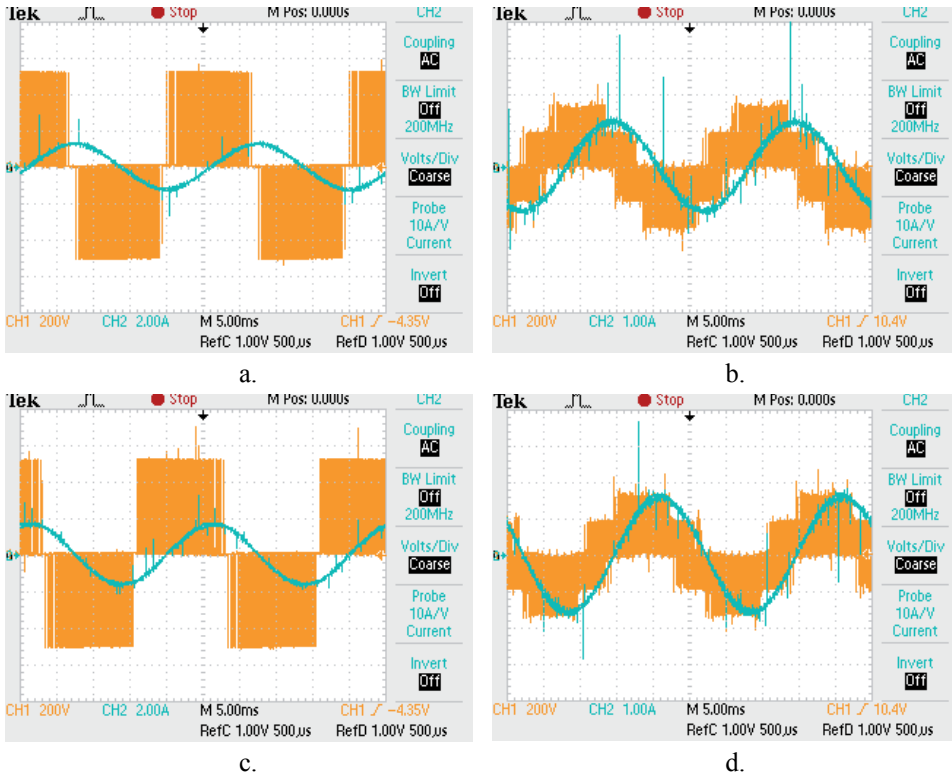 Tek Stop M Pos: 0.000s CH2
Coupling
AC
BW Limit
Off
200MHz
Volts/Div
Coarse
Probe
10A/V
Current
Invert
Off
CH1 200V CH2 2.00A M 5.00ms CH1 ∫ -4.35V
RefC 1.00V 500µs RefD 1.00V 500µs
a.
Tek Stop M Pos: 0.000s CH2
Coupling
AC
BW Limit
Off
200MHz
Volts/Div
Coarse
Probe
10A/V
Current
Invert
Off
CH1 200V CH2 1.00A M 5.00ms CH1 ∫ 10.4V
RefC 1.00V 500µs RefD 1.00V 500µs
b.
Tek Stop M Pos: 0.000s CH2
Coupling
AC
BW Limit
Off
200MHz
Volts/Div
Coarse
Probe
10A/V
Current
Invert
Off
CH1 200V CH2 2.00A M 5.00ms CH1 ∫ -4.35V
RefC 1.00V 500µs RefD 1.00V 500µs
c.
Tek Stop M Pos: 0.000s CH2
Coupling
AC
BW Limit
Off
200MHz
Volts/Div
Coarse
Probe
10A/V
Current
Invert
Off
CH1 200V CH2 1.00A M 5.00ms CH1 ∫ 10.4V
RefC 1.00V 500µs RefD 1.00V 500µs
d.